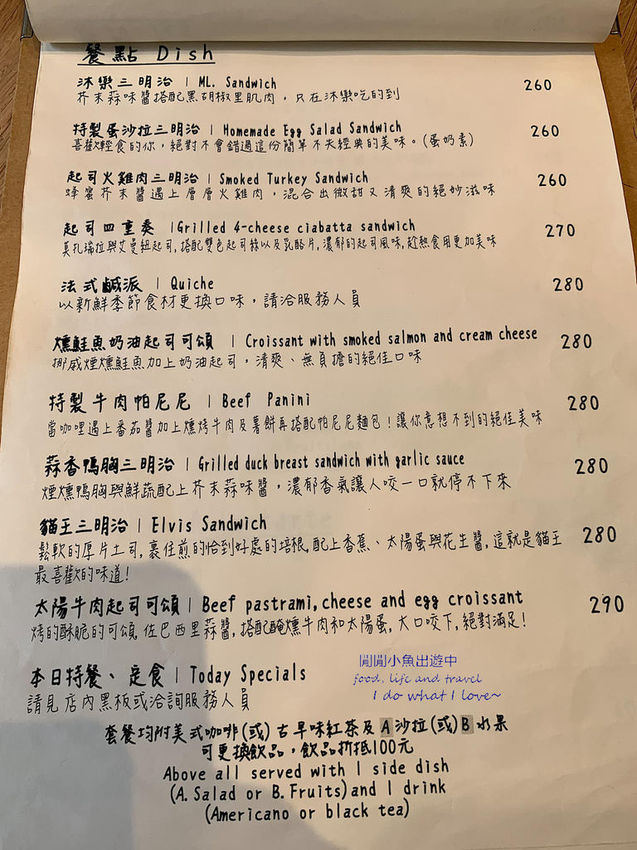 餐點 Dish
沐樂三明治 | ML. Sandwich 260
芥末蒜味醬搭配黑胡椒里肌肉，只在沐樂吃的到
特製蛋沙拉三明治 | Homemade Egg Salad Sandwich 260
喜歡輕食的你，絕對不會錯過這份簡單不失經典的美味。(蛋奶素)
起司火雞肉三明治 | Smoked Turkey Sandwich 260
蜂蜜芥末醬遇上層層火雞肉，混合出微甜又清爽的絕妙滋味
起司四重奏 | Grilled 4-cheese ciabatta sandwich 270
莫札瑞拉與艾曼紐起司,搭配雙色起司絲以及起酪片,濃郁的起司風味,趁熱食用更加美味
法式鹹派 | Quiche 280
以新鮮季節食材更換口味，請洽服務人員
燻鮭魚奶油起司可頌 | Croissant with smoked salmon and cream cheese 280
挪威煙燻鮭魚加上奶油起司，清爽、無負擔的絕佳口味
特製牛肉帕尼尼 | Beef Panini 280
當咖哩遇上番茄醬加上燻烤牛肉及薯餅再搭配帕尼尼麵包！讓你意想不到的絕佳美味
蒜香鴨胸三明治 | Grilled duck breast sandwich with garlic sauce 280
煙燻鴨胸與鮮蔬配上芥末蒜味醬，濃郁香氣讓人咬一口就停不下來
貓王三明治 | Elvis Sandwich 280
鬆軟的厚片土司,裹住煎的恰到好處的培根,配上香蕉、太陽蛋與花生醬,這就是貓王
最喜歡的味道!
太陽牛肉起司可頌 | Beef pastrami, cheese and egg croissant 290
烤的酥脆的可頌,佐巴西里蒜醬,搭配醃燻牛肉和太陽蛋,大口咬下,絕對滿足!
本日特餐、定食 | Today Specials
請見店內黑板或洽詢服務人員
閒閒小魚出遊中
food, life and travel
I do what I love~
套餐均附美式咖啡(或)古早味紅茶及A沙拉(或)B水果
可更換飲品，飲品折抵100元
Above all served with 1 side dish
(A. Salad or B. Fruits) and 1 drink
(Americano or black tea)